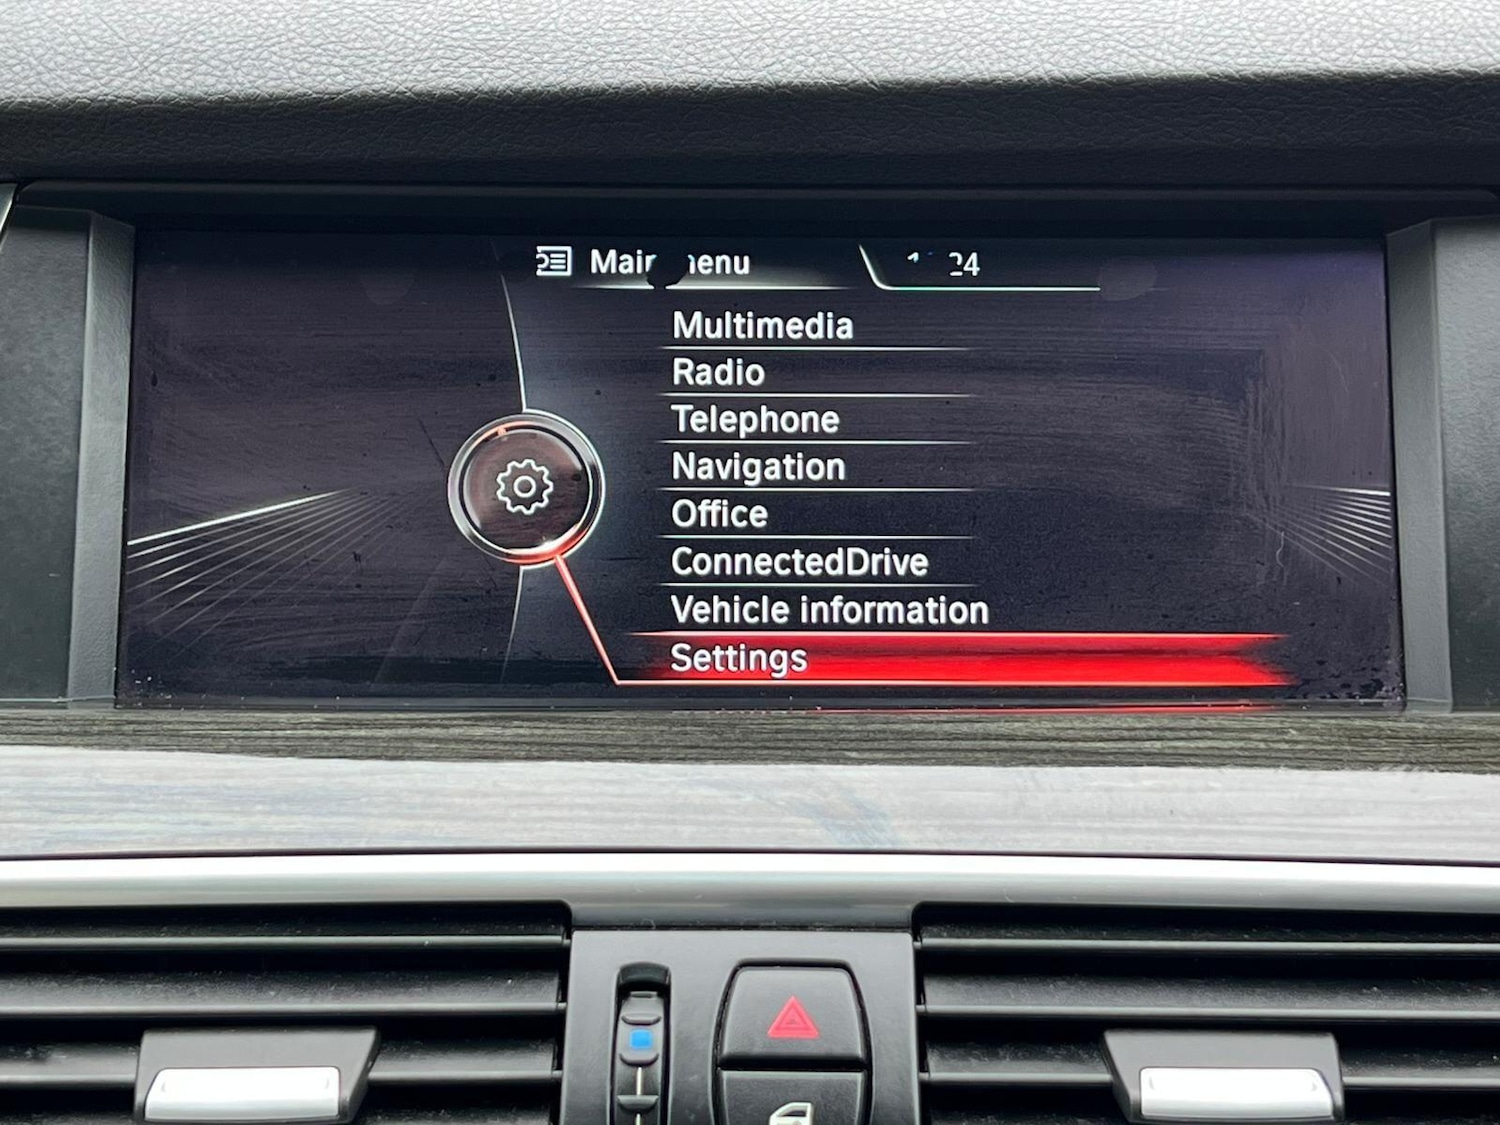 Multimedia
Radio
Telephone
Navigation
Office
ConnectedDrive
Vehicle information
Settings